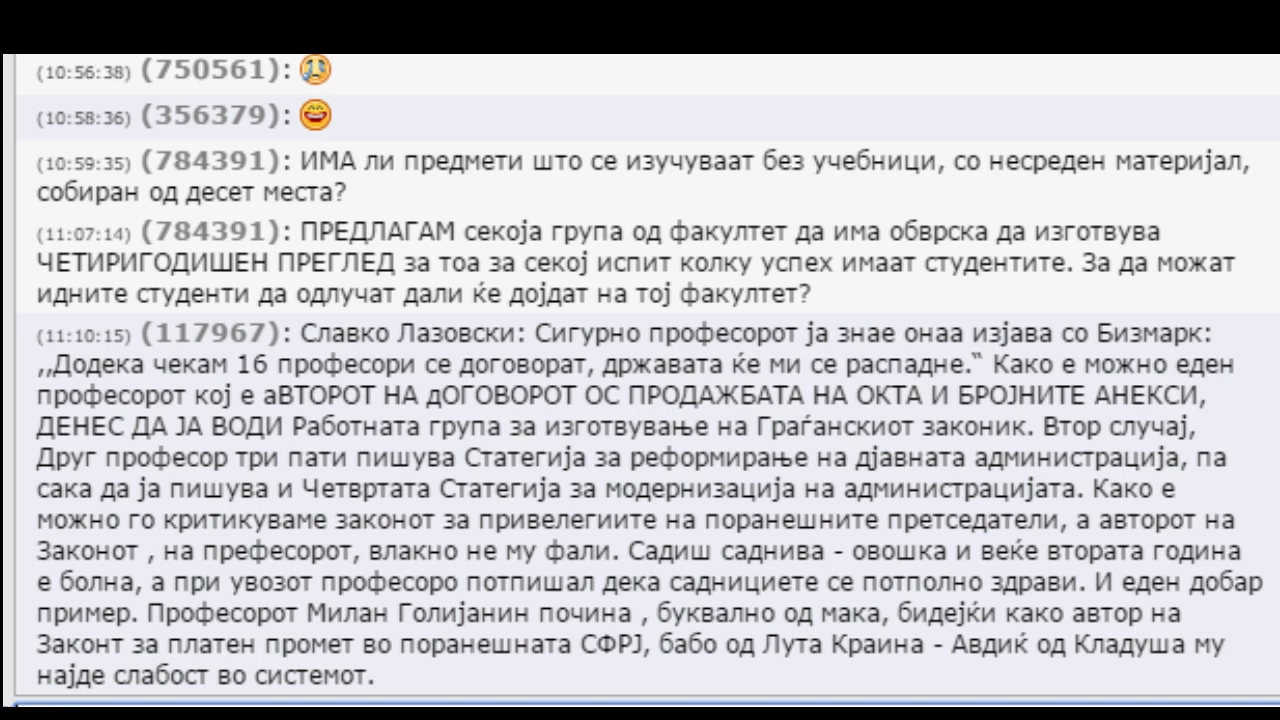 (10:56:38) (750561):
(10:58:36) (356379):
(10:59:35) (784391): ИМА ли предмети што се изучуваат без учебници, со несреден материјал,
собиран од десет места?
(11:07:14) (784391): ПРЕДЛАГАМ секоја група од факултет да има обврска да изготвува
ЧЕТИРИГОДИШЕН ПРЕГЛЕД за тоа за секој испит колку успех имаат студентите. За да можат
идните студенти да одлучат дали ќе дојдат на тој факултет?
(11:10:15) (117967): Славко Лазовски: Сигурно професорот ја знае онаа изјава со Бизмарк:
,,Додека чекам 16 професори се договорат, државата ќе ми се распадне.‟ Како е можно еден
професорот кој е аВТОРОТ НА дОГОВОРОТ ОС ПРОДАЖБАТА НА ОКТА И БРОЈНИТЕ АНЕКСИ,
ДЕНЕС ДА ЈА ВОДИ Работната група за изготвување на Граѓанскиот законик. Втор случај,
Друг професор три пати пишува Статегија за реформирање на дјавната администрација, па
сака да ја пишува и Четвртата Статегија за модернизација на администрацијата. Како е
можно го критикуваме законот за привелегиите на поранешните претседатели, а авторот на
Законот , на префесорот, влакно не му фали. Садиш саднива - овошка и веќе втората година
е болна, а при увозот професоро потпишал дека саднициете се потполно здрави. И еден добар
пример. Професорот Милан Голијанин почина , буквално од мака, бидејќи како автор на
Законт за платен промет во поранешната СФРЈ, бабо од Лута Краина - Авдиќ од Кладуша му
најде слабост во системот.